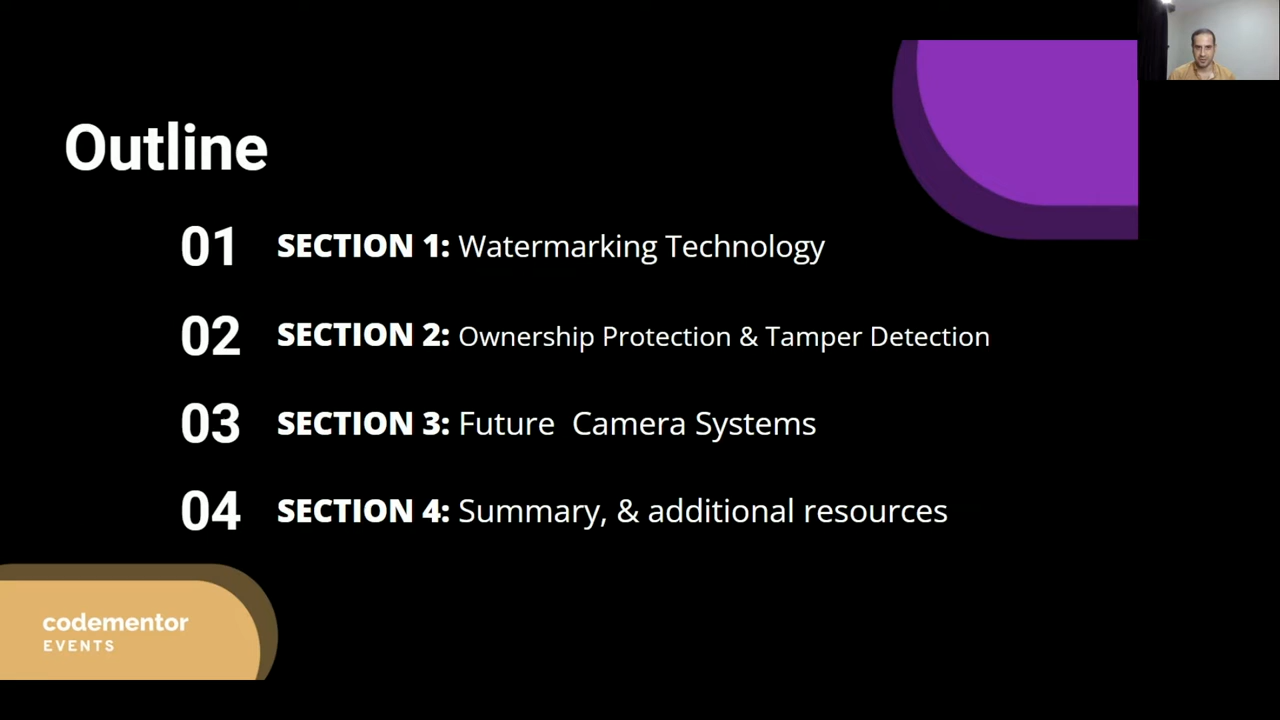 Outline
01 SECTION 1: Watermarking Technology
02 SECTION 2: Ownership Protection & Tamper Detection
03 SECTION 3: Future  Camera Systems
04 SECTION 4: Summary, & additional resources
codementor
EVENTS